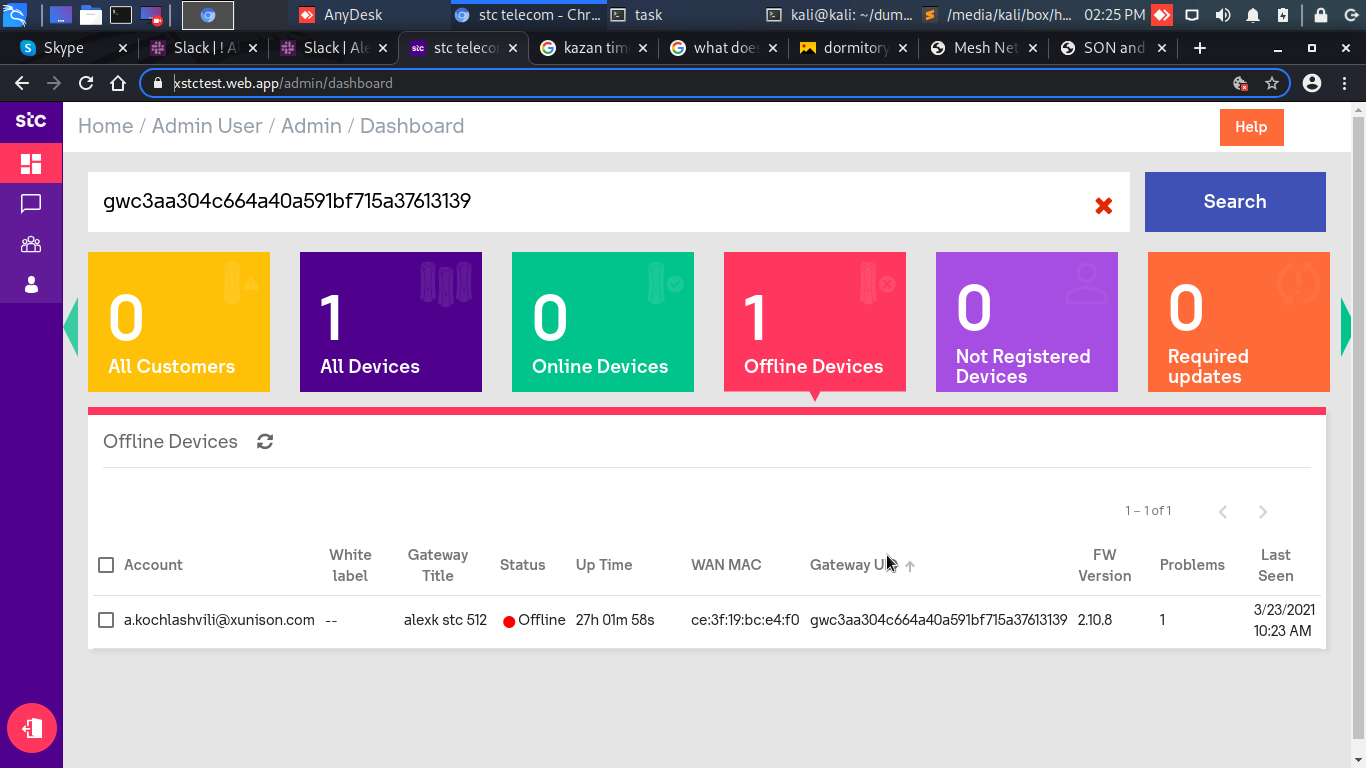 AnyDesk
stc telecom - Chr...
task
kali@kali: ~/dum...
/media/kali/box/h...
02:25 PM
Skype
Slack | ! A
Slack | Ale
stc teleco
kazan tim
what doe
dormitory
Mesh Net
SON and
xstctest.web.app/admin/dashboard
stc
Home / Admin User / Admin / Dashboard
Help
gwc3aa304c664a40a591bf715a37613139
Search
0
All Customers
1
All Devices
0
Online Devices
1
Offline Devices
0
Not Registered
Devices
0
Required
updates
Offline Devices
1 – 1 of 1
Account
White
label
Gateway
Title
Status
Up Time
WAN MAC
Gateway
FW
Version
Problems
Last
Seen
a.kochlashvili@xunison.com
--
alexk stc 512
Offline
27h 01m 58s
ce:3f:19:bc:e4:f0
gwc3aa304c664a40a591bf715a37613139
2.10.8
1
3/23/2021
10:23 AM